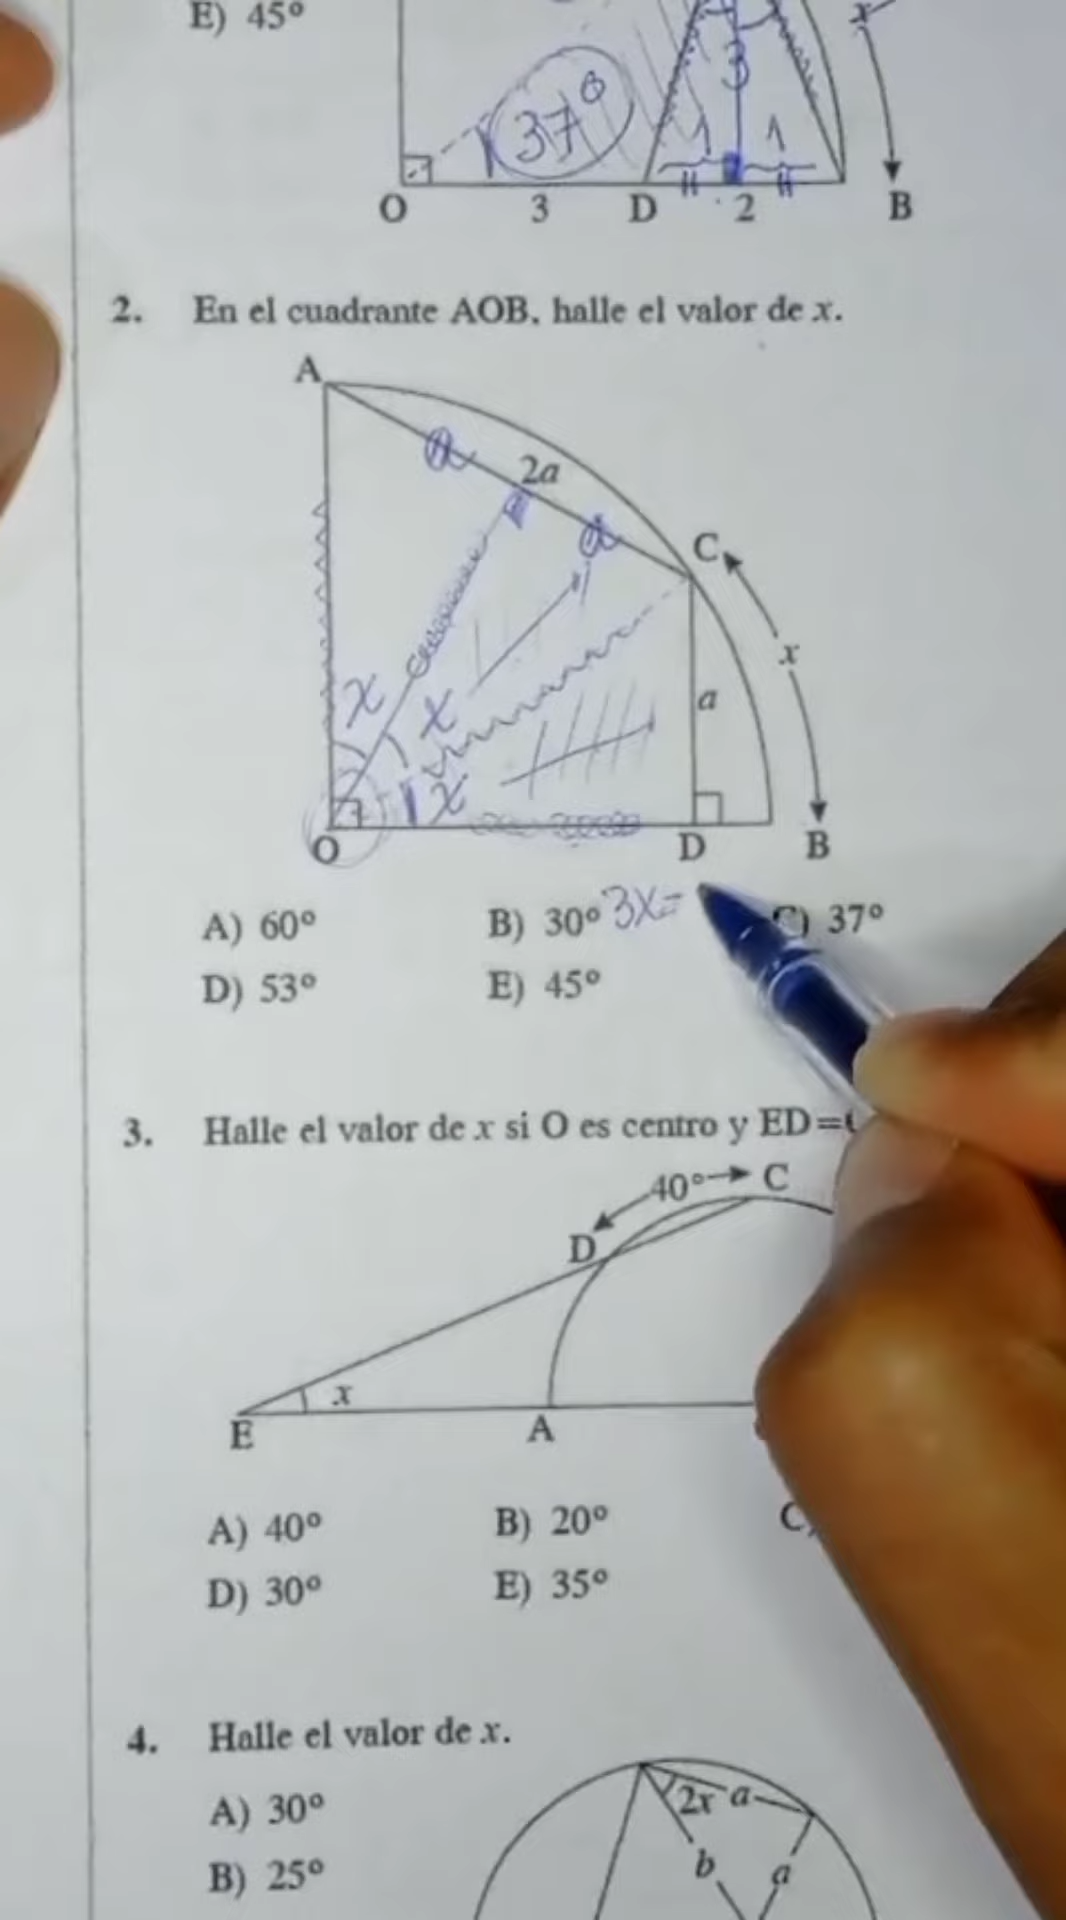 E) 45°
37°
3
x
1
1
O
3
D
2
B
2. En el cuadrante AOB, halle el valor de x.
A
a
2a
a
C
x
x
x
a
x
O
D
B
A) 60°
B) 30°
3x=
C) 37°
D) 53°
E) 45°
3. Halle el valor de x si O es centro y ED=
40°
C
D
x
E
A
A) 40°
B) 20°
C
D) 30°
E) 35°
4. Halle el valor de x.
2x
a
A) 30°
b
a
B) 25°